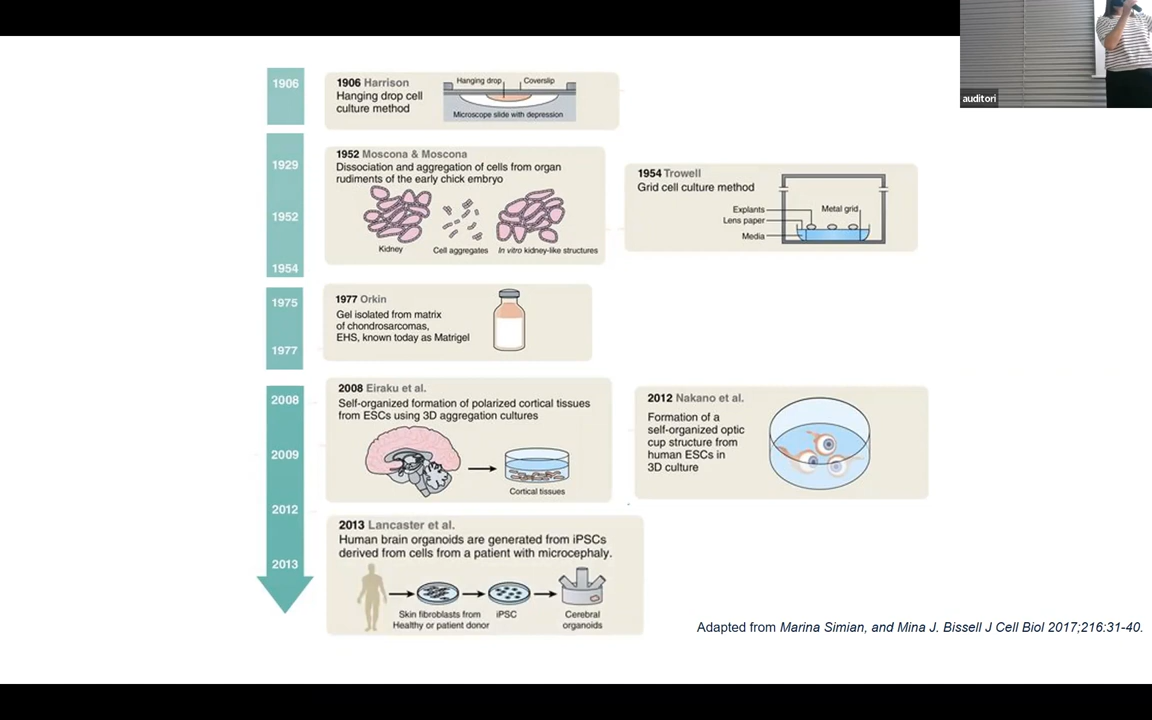 auditori
1906
1906 Harrison
Hanging drop cell
culture method
Hanging drop
Coverslip
Microscope slide with depression
1929
1952
1954
1952 Moscona & Moscona
Dissociation and aggregation of cells from organ
rudiments of the early chick embryo
Kidney
Cell aggregates
In vitro kidney-like structures
1954 Trowell
Grid cell culture method
Explants
Metal grid
Lens paper
Media
1975
1977
1977 Orkin
Gel isolated from matrix
of chondrosarcomas,
EHS, known today as Matrigel
2008
2009
2012
2013
2008 Eiraku et al.
Self-organized formation of polarized cortical tissues
from ESCs using 3D aggregation cultures
Cortical tissues
2012 Nakano et al.
Formation of a
self-organized optic
cup structure from
human ESCs in
3D culture
2013 Lancaster et al.
Human brain organoids are generated from iPSCs
derived from cells from a patient with microcephaly.
Skin fibroblasts from
Healthy or patient donor
iPSC
Cerebral
organoids
Adapted from Marina Simian, and Mina J. Bissell J Cell Biol 2017;216:31-40.